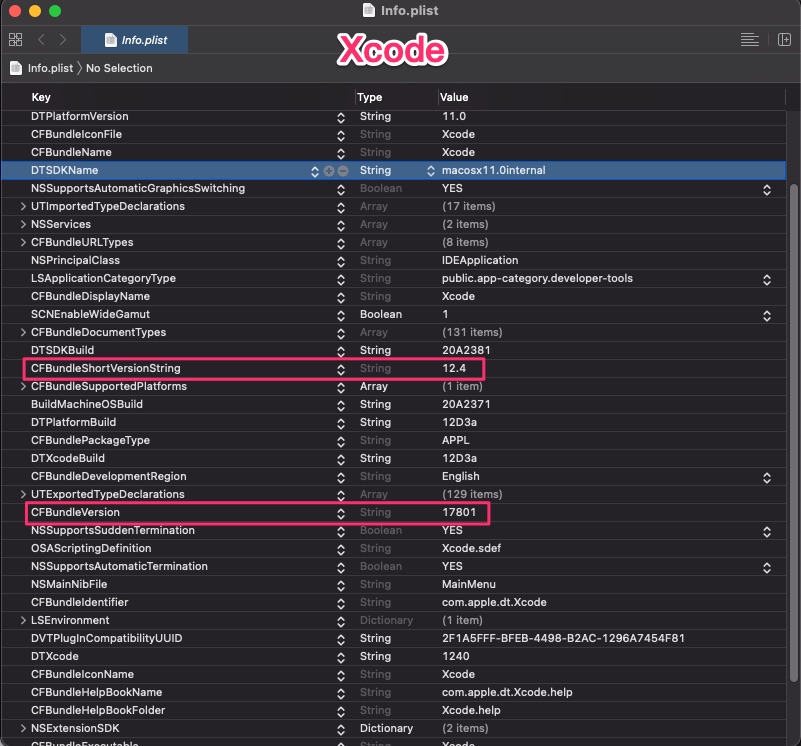 Info.plist
Info.plist
Xcode
Info.plist No Selection
Key Type Value
DTPlatformVersion String 11.0
CFBundleIconFile String Xcode
CFBundleName String Xcode
DTSDKName String macosx11.0internal
NSSupportsAutomaticGraphicsSwitching Boolean YES
UTImportedTypeDeclarations Array (17 items)
NSServices Array (2 items)
CFBundleURLTypes Array (8 items)
NSPrincipalClass String IDEApplication
LSApplicationCategoryType String public.app-category.developer-tools
CFBundleDisplayName String Xcode
SCNEnableWideGamut Boolean 1
CFBundleDocumentTypes Array (131 items)
DTSDKBuild String 20A2381
CFBundleShortVersionString String 12.4
CFBundleSupportedPlatforms Array (1 item)
BuildMachineOSBuild String 20A2371
DTPlatformBuild String 12D3a
CFBundlePackageType String APPL
DTXcodeBuild String 12D3a
CFBundleDevelopmentRegion String English
UTExportedTypeDeclarations Array (129 items)
CFBundleVersion String 17801
NSSupportsSuddenTermination Boolean YES
OSAScriptingDefinition String Xcode.sdef
NSSupportsAutomaticTermination Boolean YES
NSMainNibFile String MainMenu
CFBundleIdentifier String com.apple.dt.Xcode
LSEnvironment Dictionary (1 item)
DVTPlugInCompatibilityUUID String 2F1A5FFF-BFEB-4498-B2AC-1296A7454F81
DTXcode String 1240
CFBundleIconName String Xcode
CFBundleHelpBookName String com.apple.dt.Xcode.help
CFBundleHelpBookFolder String Xcode.help
NSExtensionSDK Dictionary (2 items)
CFBundleExecutable String Xcode